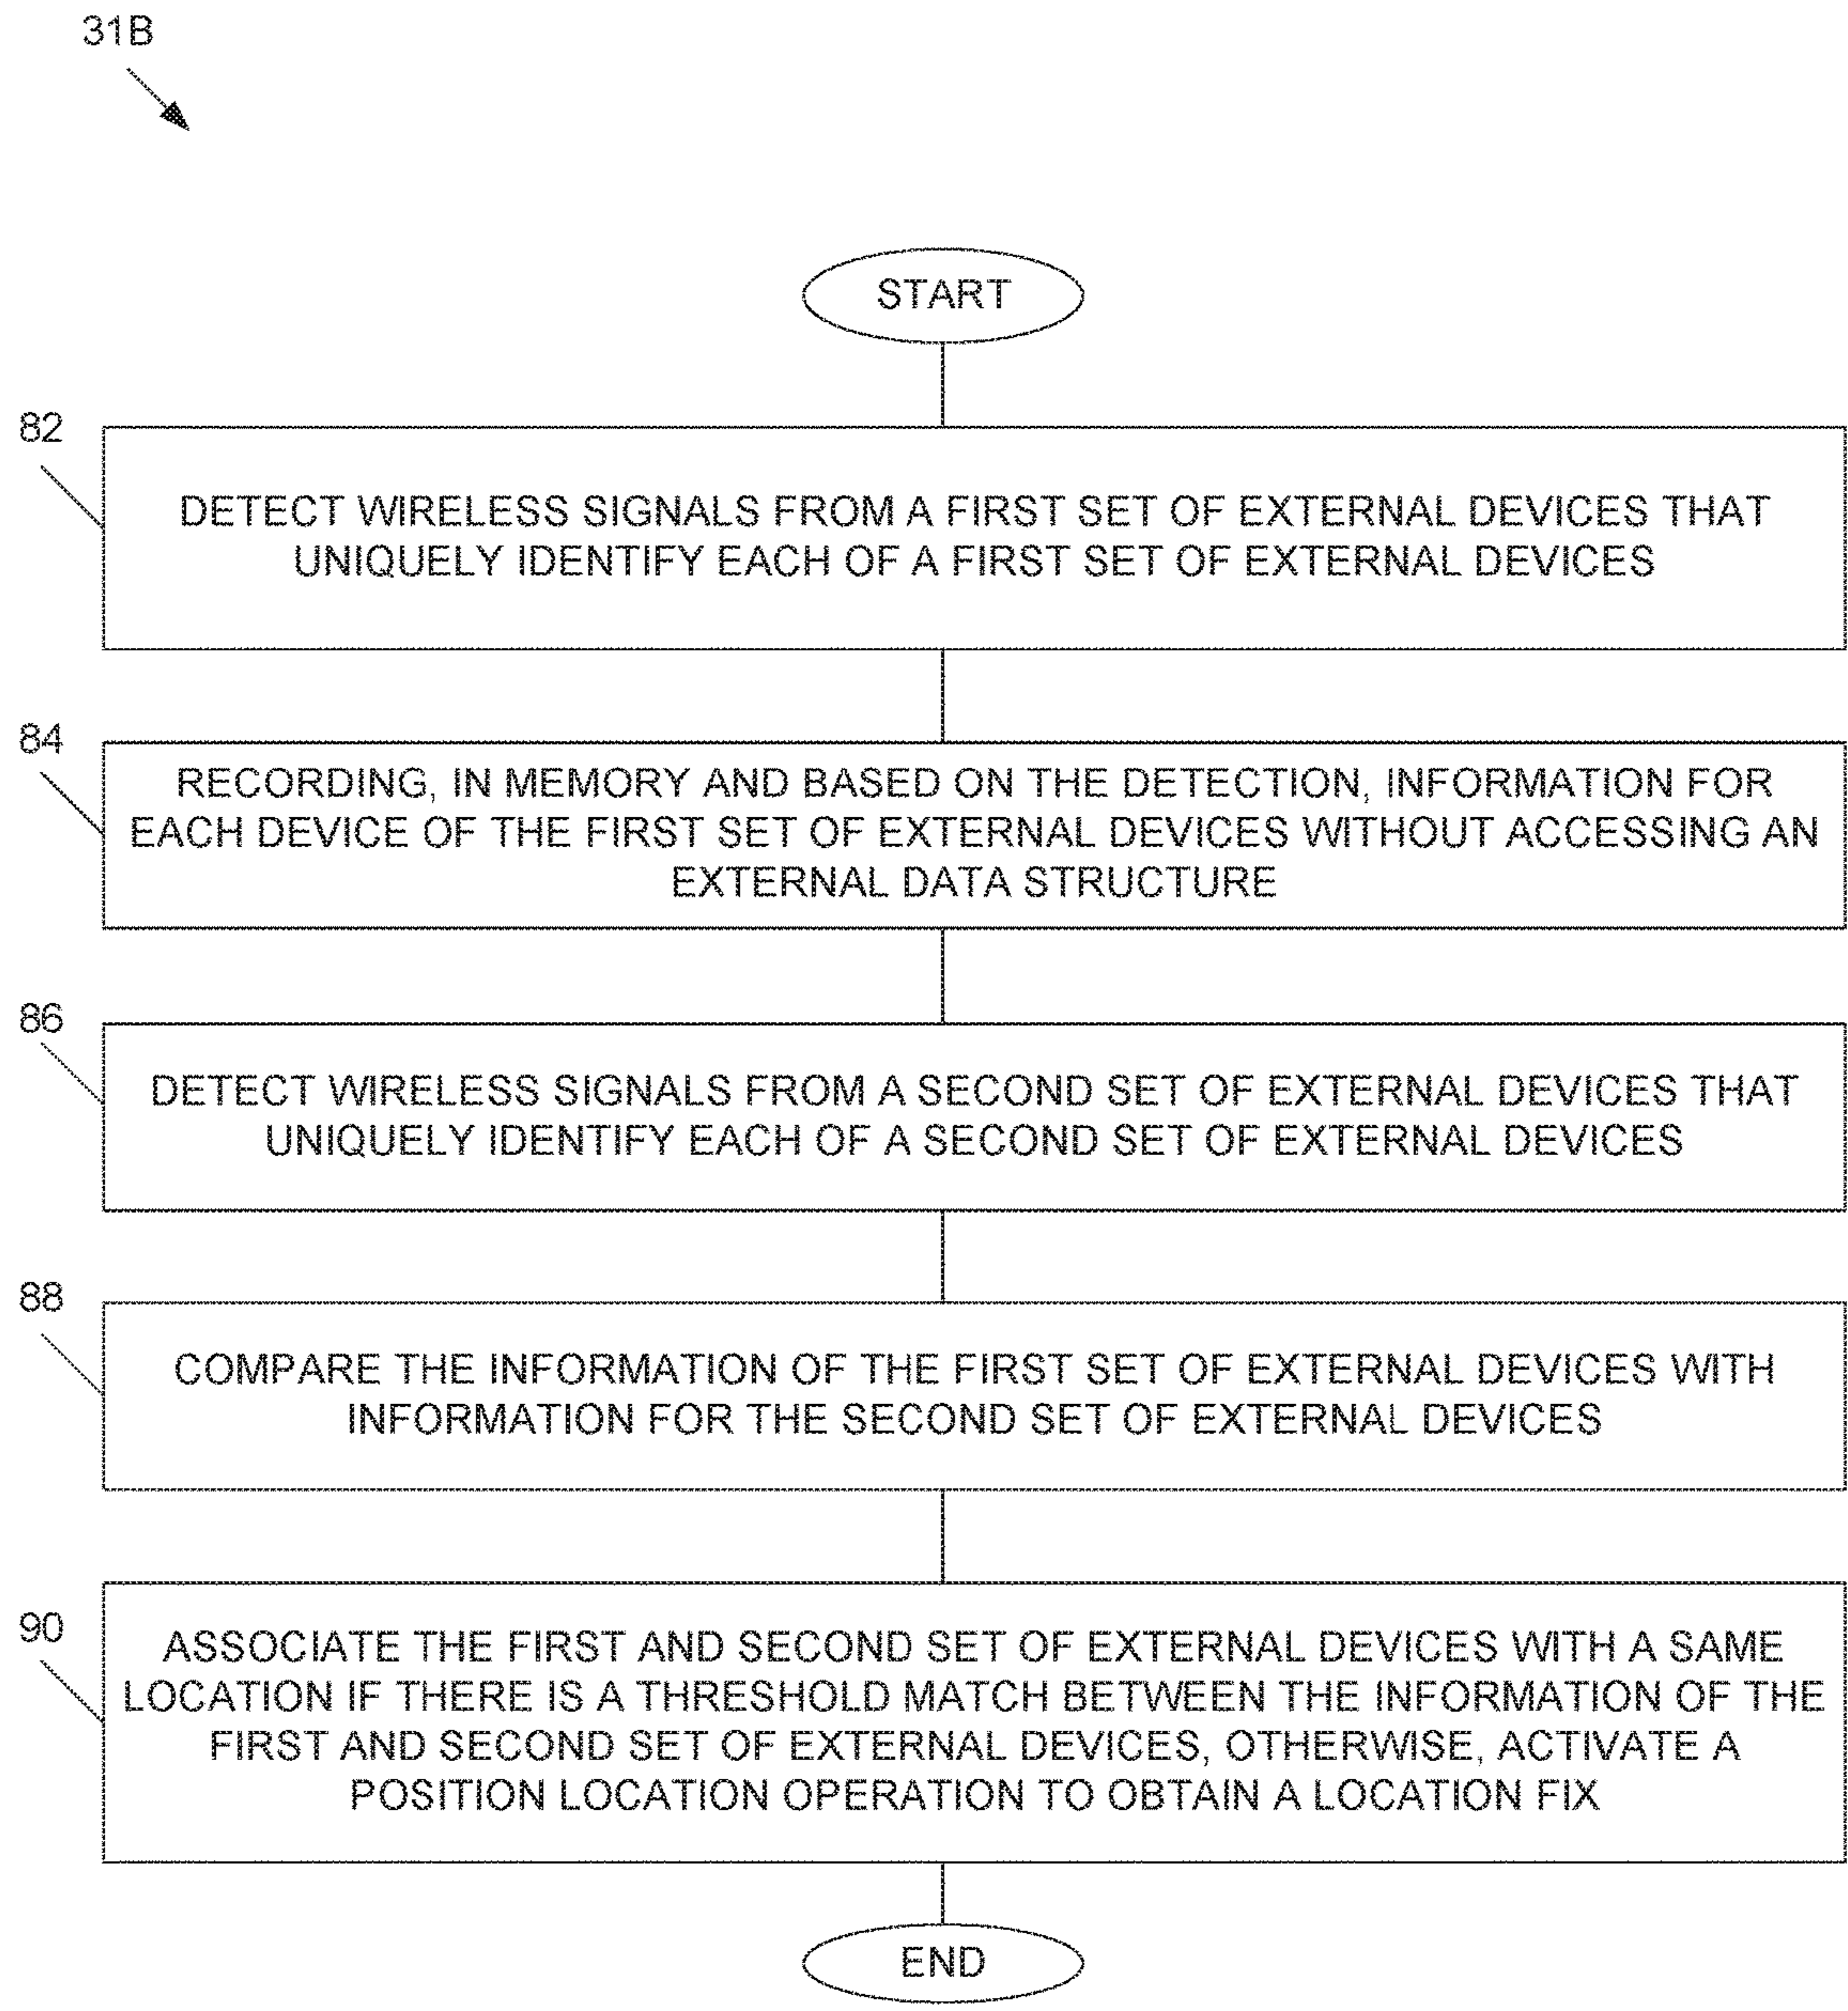 31B
START
82
DETECT WIRELESS SIGNALS FROM A FIRST SET OF EXTERNAL DEVICES THAT
UNIQUELY IDENTIFY EACH OF A FIRST SET OF EXTERNAL DEVICES
84
RECORDING, IN MEMORY AND BASED ON THE DETECTION, INFORMATION FOR
EACH DEVICE OF THE FIRST SET OF EXTERNAL DEVICES WITHOUT ACCESSING AN
EXTERNAL DATA STRUCTURE
86
DETECT WIRELESS SIGNALS FROM A SECOND SET OF EXTERNAL DEVICES THAT
UNIQUELY IDENTIFY EACH OF A SECOND SET OF EXTERNAL DEVICES
88
COMPARE THE INFORMATION OF THE FIRST SET OF EXTERNAL DEVICES WITH
INFORMATION FOR THE SECOND SET OF EXTERNAL DEVICES
90
ASSOCIATE THE FIRST AND SECOND SET OF EXTERNAL DEVICES WITH A SAME
LOCATION IF THERE IS A THRESHOLD MATCH BETWEEN THE INFORMATION OF THE
FIRST AND SECOND SET OF EXTERNAL DEVICES, OTHERWISE, ACTIVATE A
POSITION LOCATION OPERATION TO OBTAIN A LOCATION FIX
END